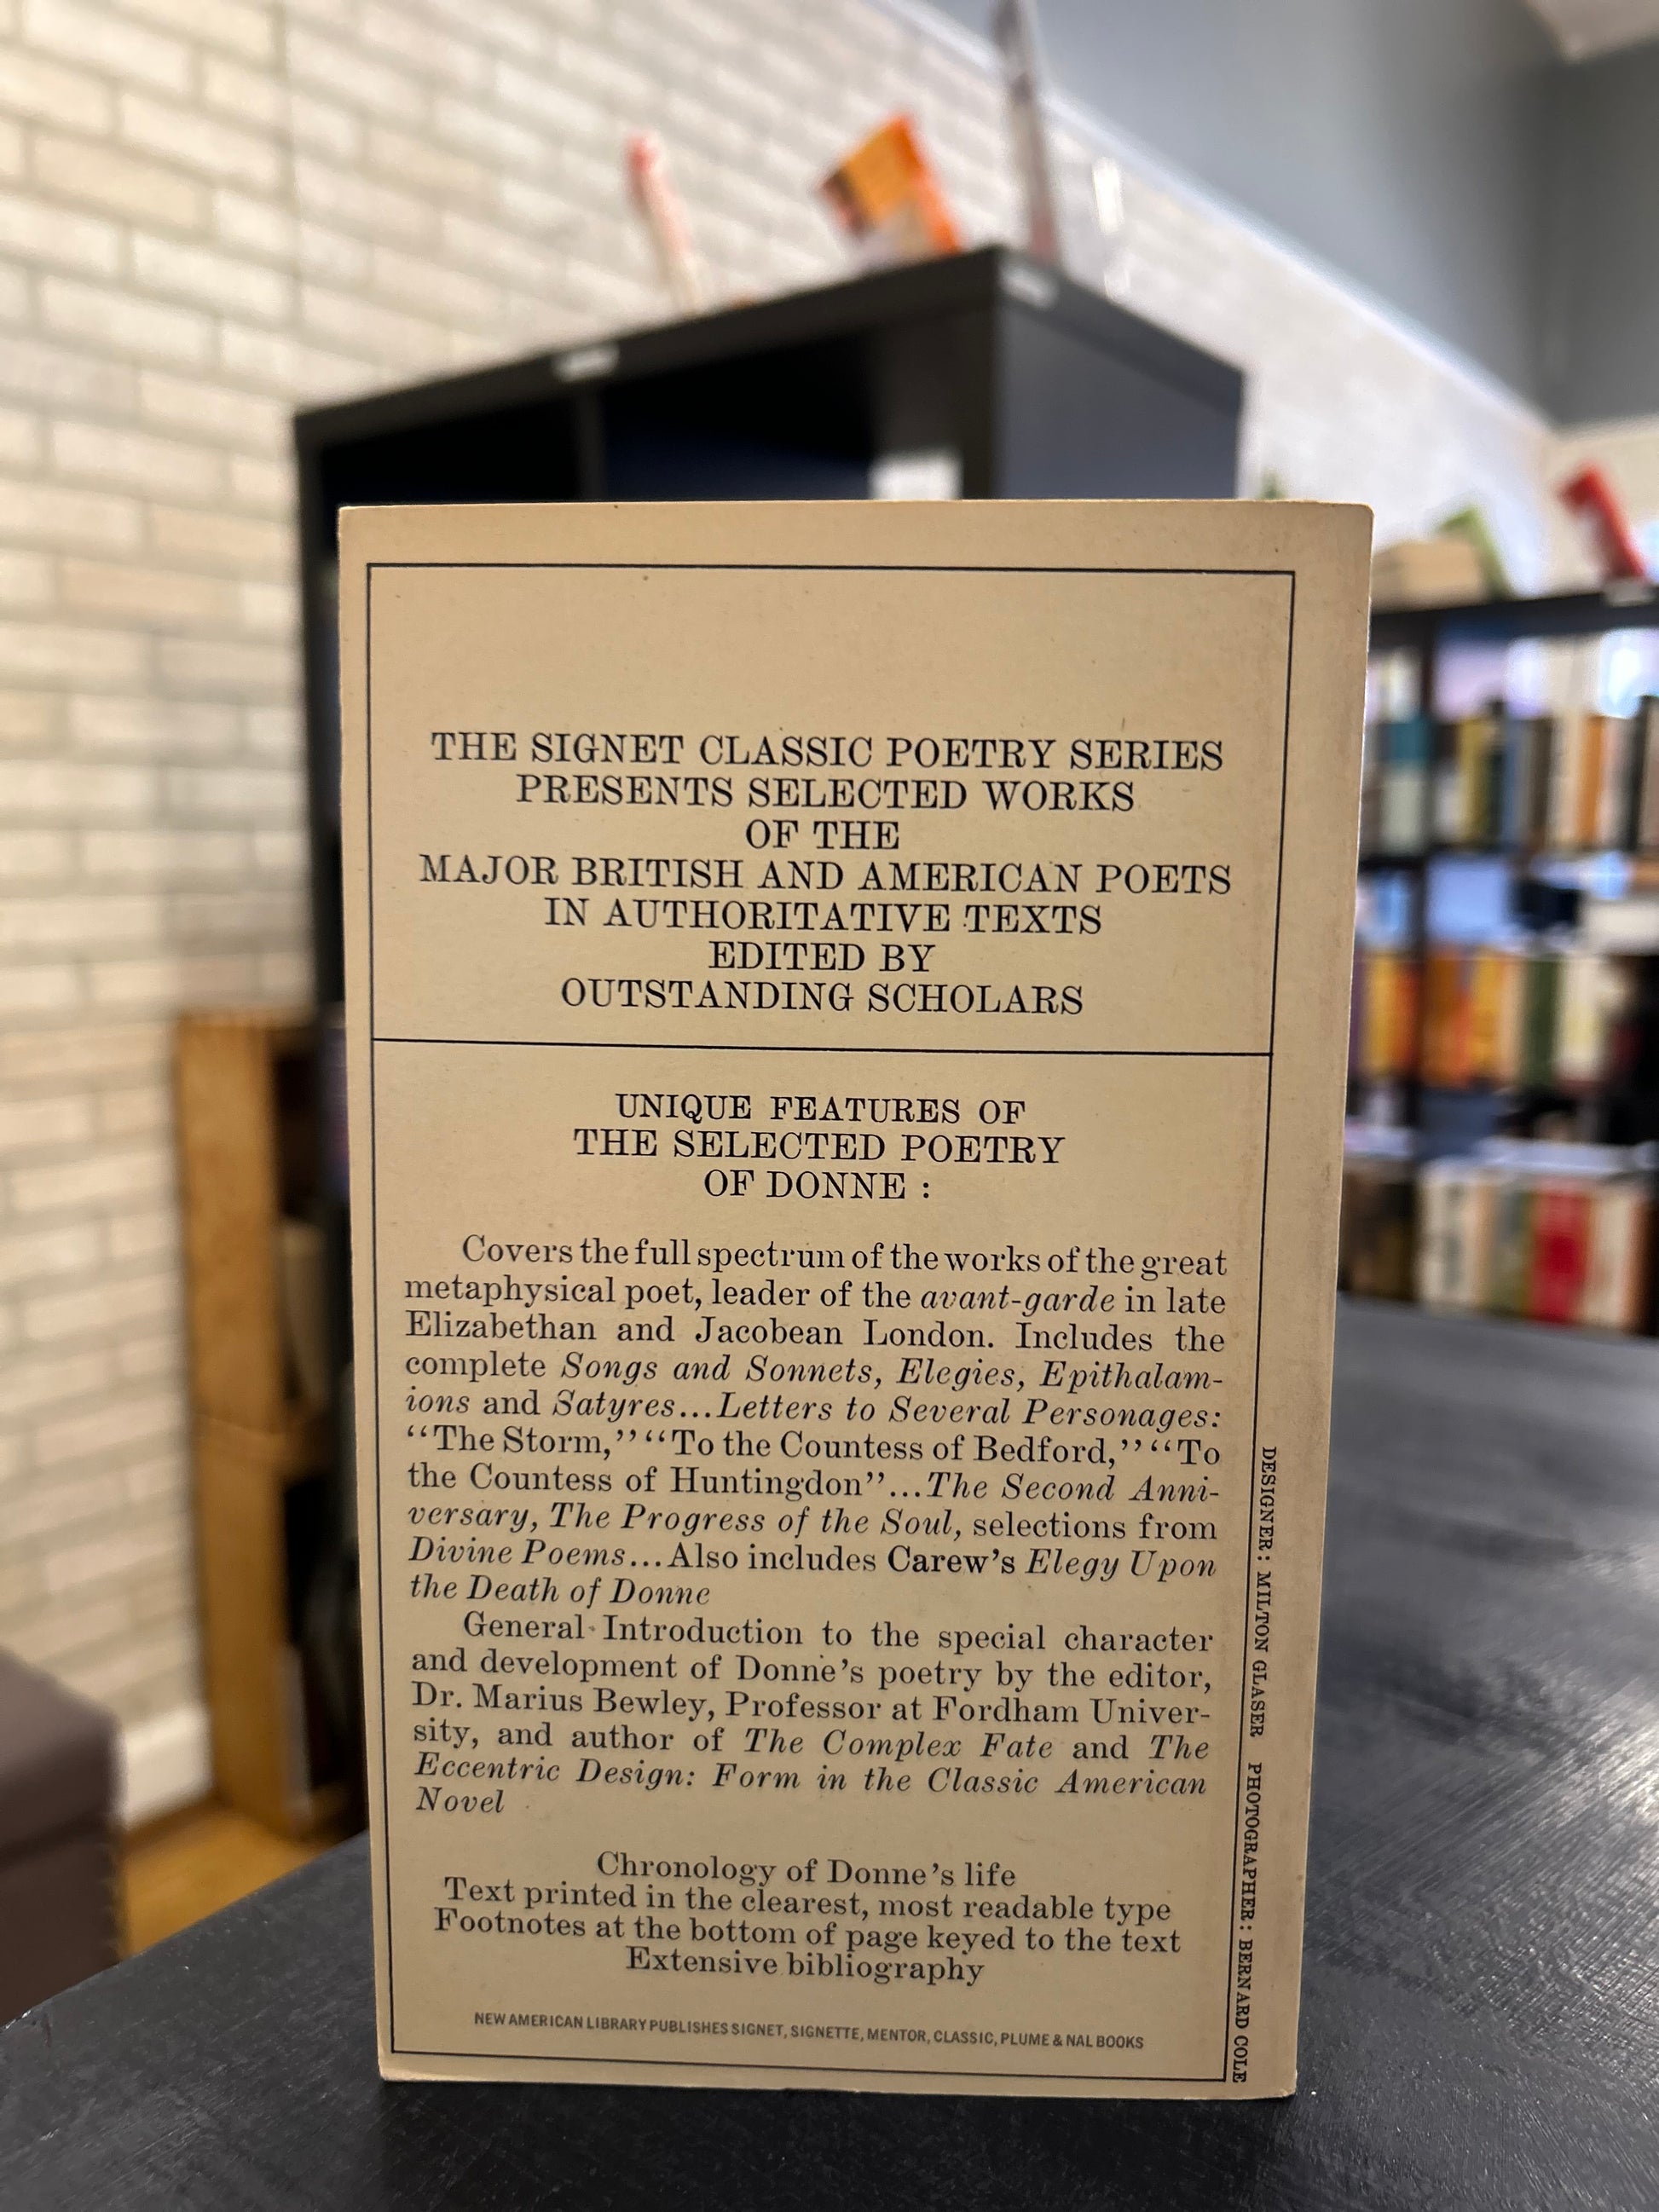 THE SIGNET CLASSIC POETRY SERIES
PRESENTS SELECTED WORKS
OF THE
MAJOR BRITISH AND AMERICAN POETS
IN AUTHORITATIVE TEXTS
EDITED BY
OUTSTANDING SCHOLARS
UNIQUE FEATURES OF
THE SELECTED POETRY
OF DONNE :
Covers the full spectrum of the works of the great
metaphysical poet, leader of the avant-garde in late
Elizabethan and Jacobean London. Includes the
complete Songs and Sonnets, Elegies, Epithalam-
ions and Satyres...Letters to Several Personages:
“The Storm,” “To the Countess of Bedford,” “To
the Countess of Huntingdon”...The Second Anni-
versary, The Progress of the Soul, selections from
Divine Poems...Also includes Carew's Elegy Upon
the Death of Donne
General Introduction to the special character
and development of Donne's poetry by the editor,
Dr. Marius Bewley, Professor at Fordham Univer-
sity, and author of The Complex Fate and The
Eccentric Design: Form in the Classic American
Novel
Chronology of Donne's life
Text printed in the clearest, most readable type
Footnotes at the bottom of page keyed to the text
Extensive bibliography
NEW AMERICAN LIBRARY PUBLISHES SIGNET, SIGNETTE, MENTOR, CLASSIC, PLUME & NAL BOOKS
DESIGNER: MILTON GLASER PHOTOGRAPHER: BERNARD COLE